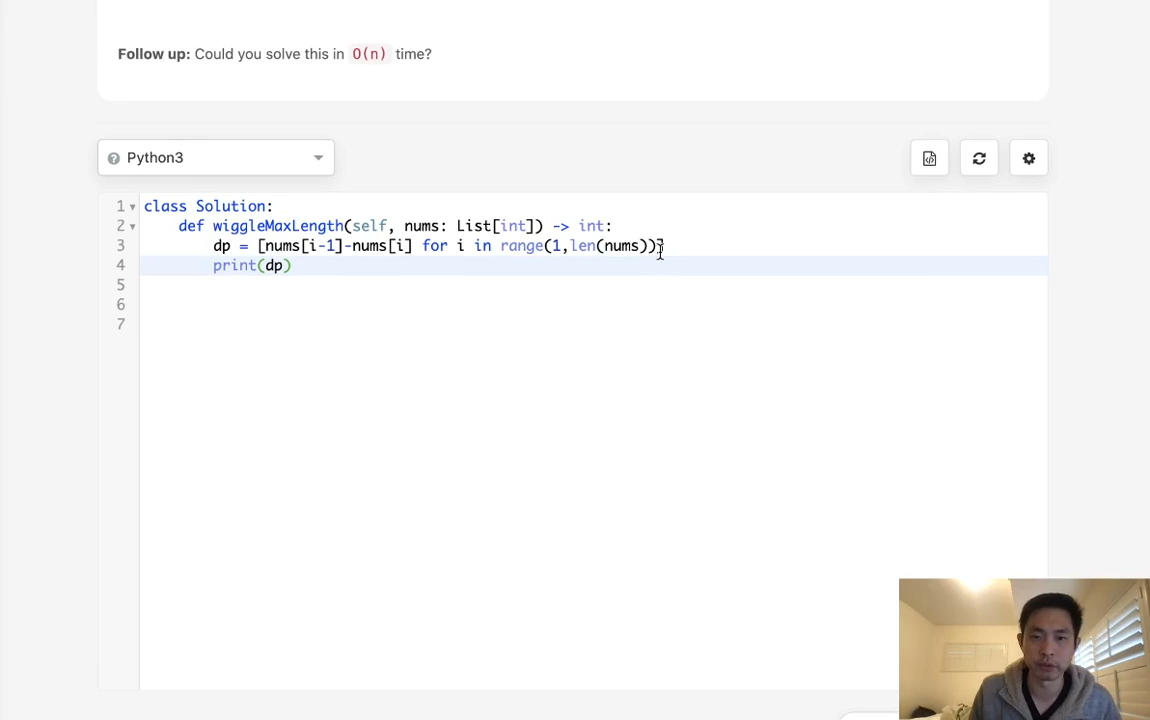 Follow up: Could you solve this in O(n) time?
Python3
1 class Solution:
2     def wiggleMaxLength(self, nums: List[int]) -> int:
3         dp = [nums[i-1]-nums[i] for i in range(1,len(nums))]
4         print(dp)
5
6
7